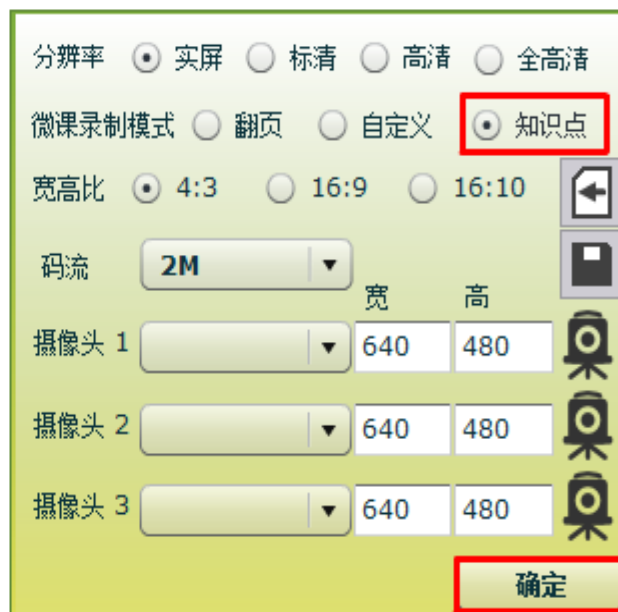 分辨率 实屏 标清 高清 全高清
微课录制模式 翻页 自定义 知识点
宽高比 4:3 16:9 16:10
码流 2M
宽 高
摄像头 1 640 480
摄像头 2 640 480
摄像头 3 640 480
确定